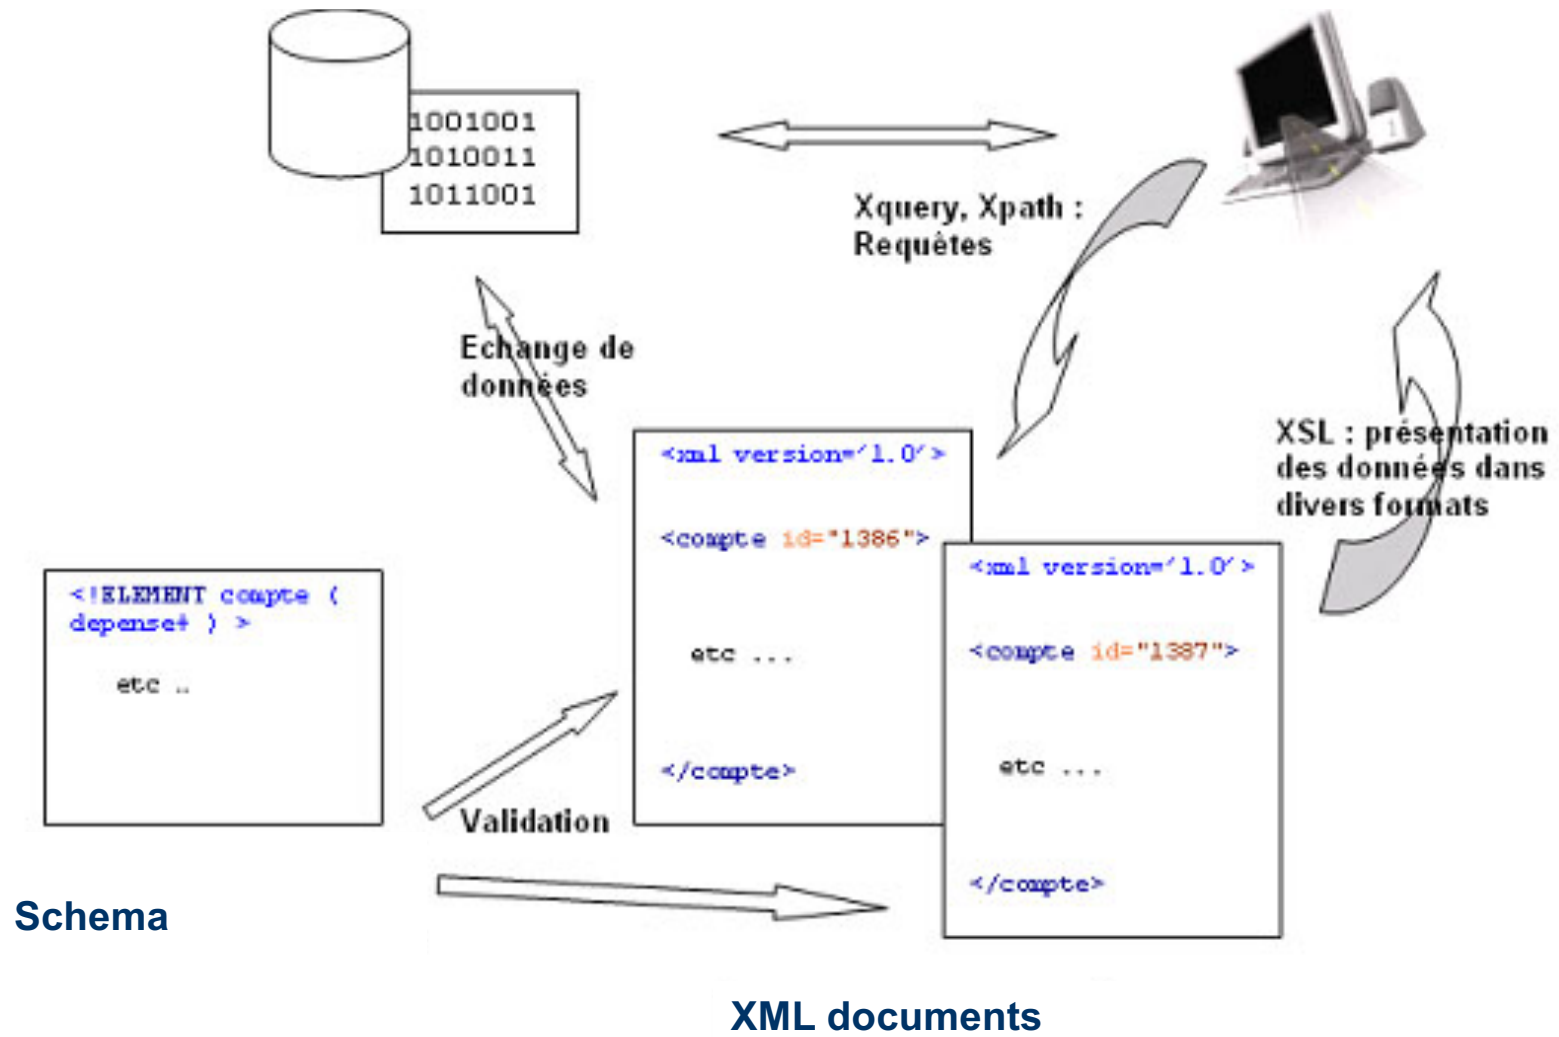 1001001
1010011
1011001
Xquery, Xpath :
Requêtes
Echange de
données
XSL : présentation
des données dans
divers formats
<xml version='1.0'>
<compte id="1386">
etc ...
</compte>
<xml version='1.0'>
<compte id="1387">
etc ...
</compte>
<!ELEMENT compte (
depense+ ) >
etc ..
Validation
Schema
XML documents